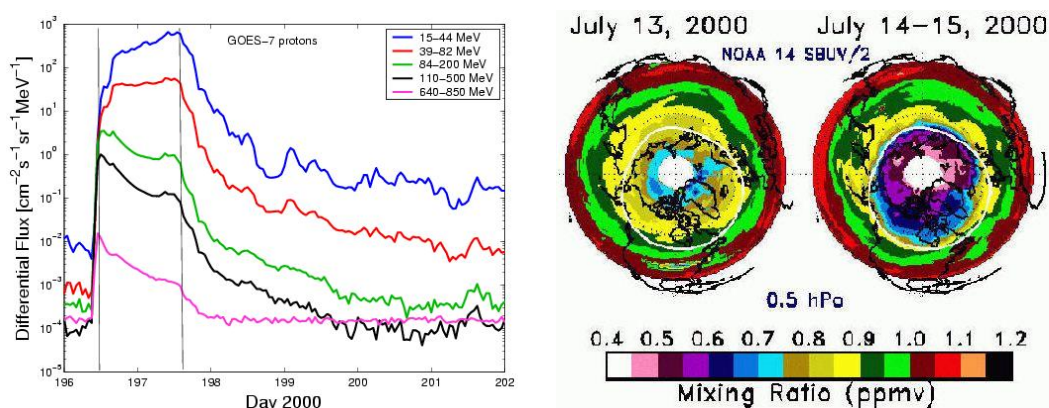 GOES-7 protons
15-44 MeV
39-82 MeV
84-200 MeV
110-500 MeV
640-850 MeV
Differential Flux [cm⁻²s⁻¹sr⁻¹MeV⁻¹]
10³
10²
10¹
10⁰
10⁻¹
10⁻²
10⁻³
10⁻⁴
10⁻⁵
196 197 198 199 200 201 202
Day 2000
July 13, 2000 July 14-15, 2000
NOAA 14 SBUV/2
0.5 hPa
0.4 0.5 0.6 0.7 0.8 0.9 1.0 1.1 1.2
Mixing Ratio (ppmv)